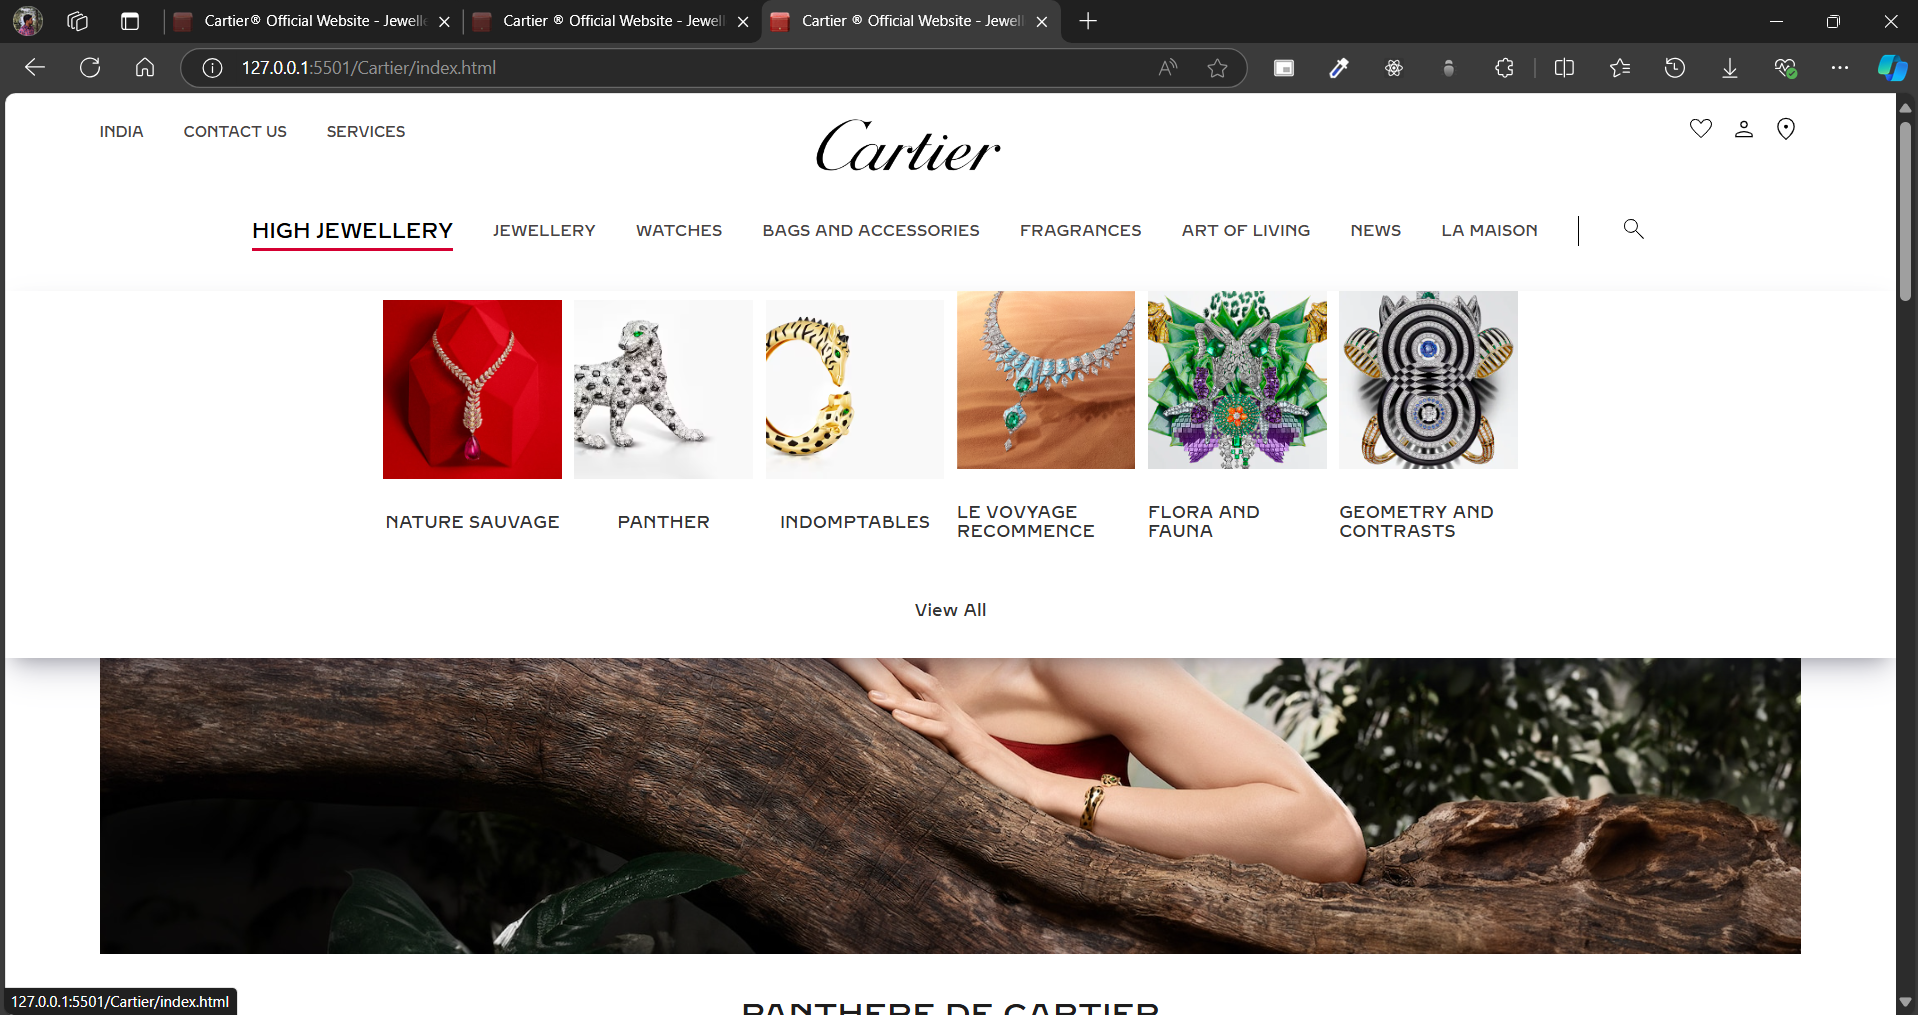 Cartier® Official Website - Jewelle
Cartier ® Official Website - Jewell
Cartier ® Official Website - Jewell
127.0.0.1:5501/Cartier/index.html
INDIA CONTACT US SERVICES
Cartier
HIGH JEWELLERY JEWELLERY WATCHES BAGS AND ACCESSORIES FRAGRANCES ART OF LIVING NEWS LA MAISON
NATURE SAUVAGE
PANTHER
INDOMPTABLES
LE VOVYAGE
RECOMMENCE
FLORA AND
FAUNA
GEOMETRY AND
CONTRASTS
View All
127.0.0.1:5501/Cartier/index.html
PANTHERE DE CARTIER